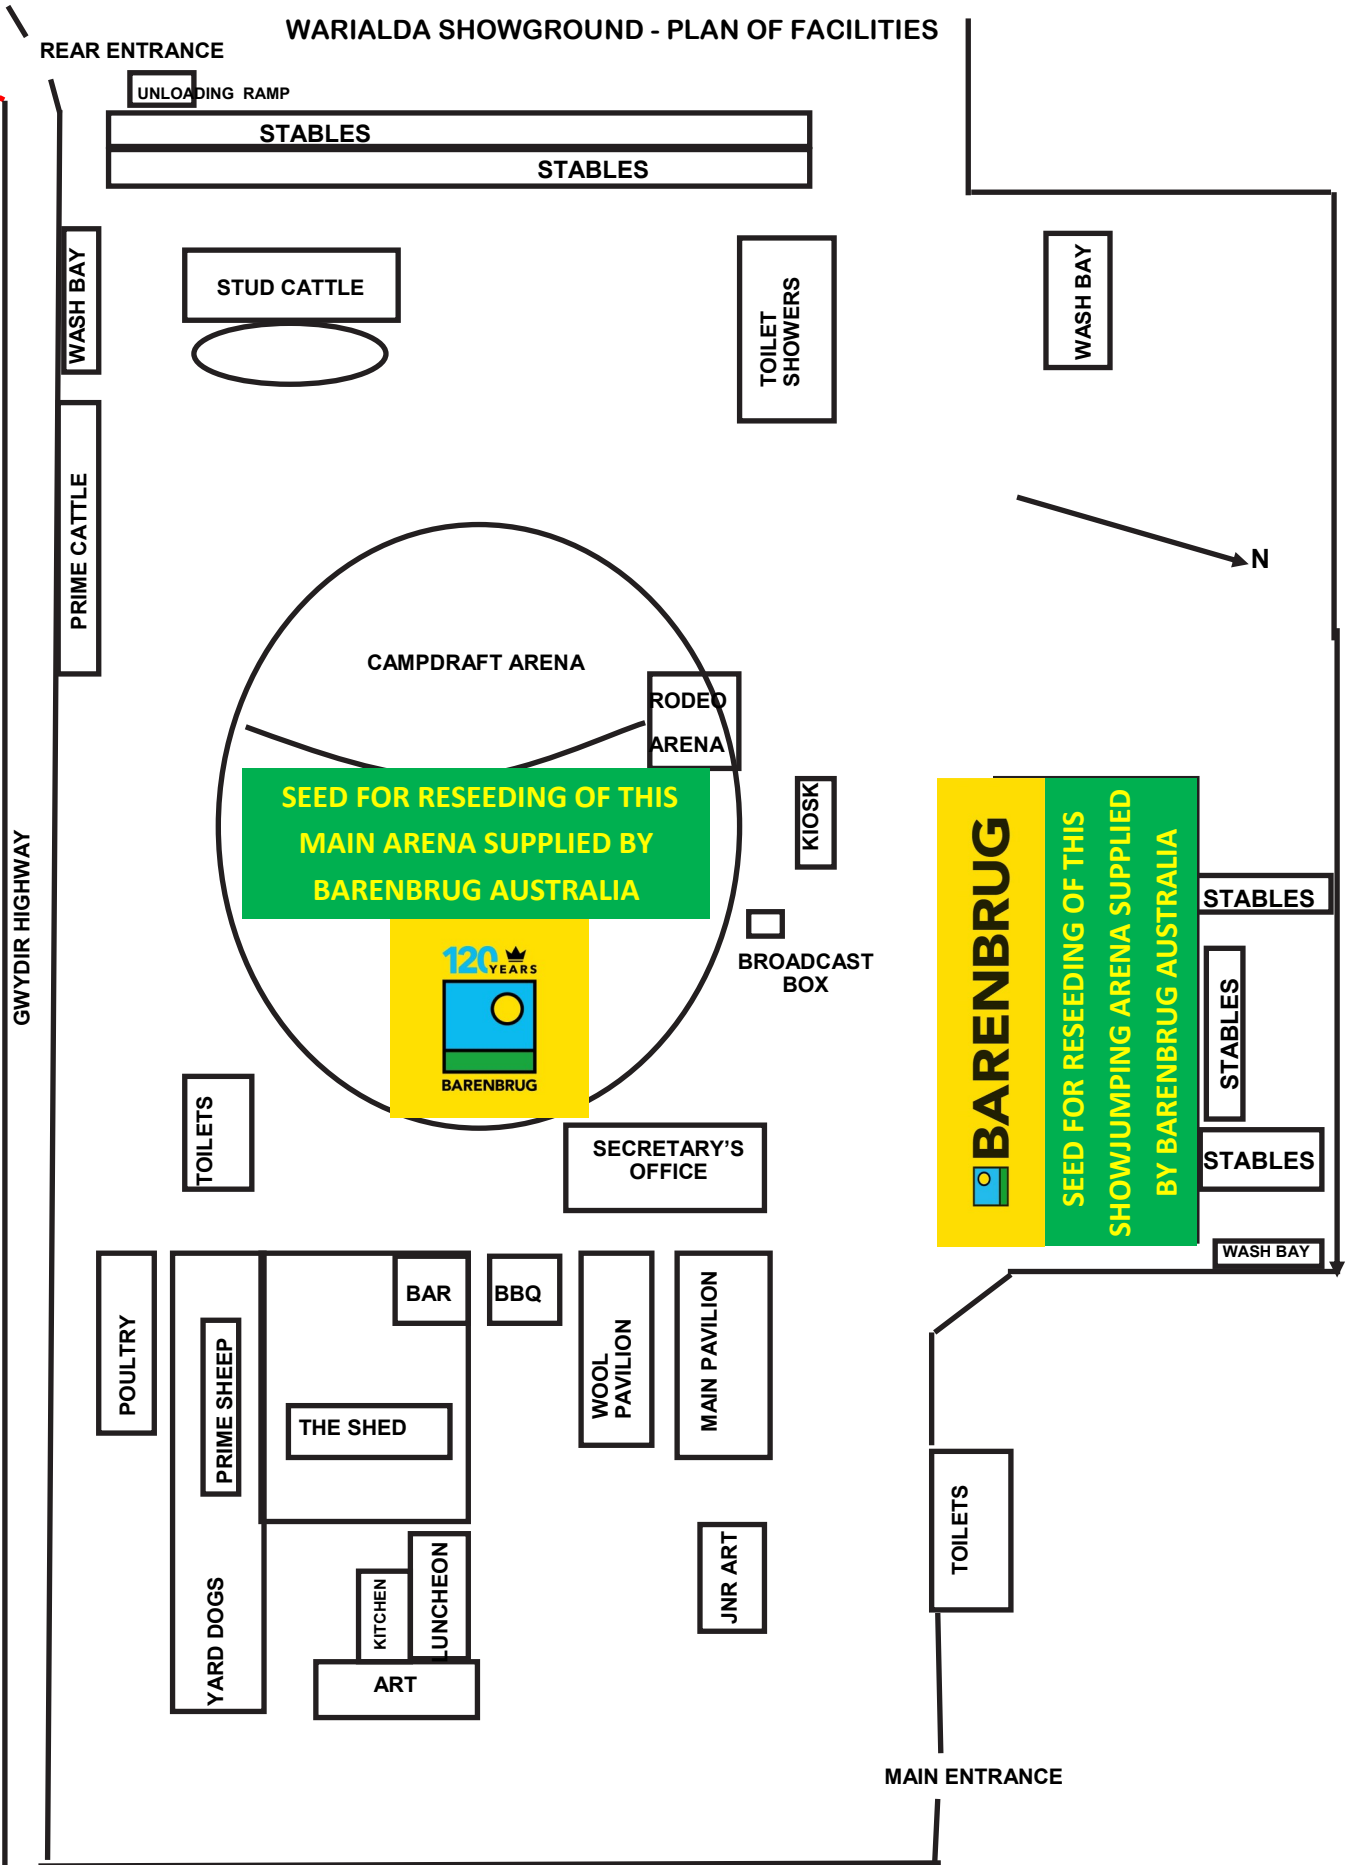 WARIALDA SHOWGROUND - PLAN OF FACILITIES
REAR ENTRANCE
UNLOADING RAMP
STABLES
STABLES
WASH BAY
STUD CATTLE
TOILET
SHOWERS
WASH BAY
PRIME CATTLE
N
CAMPDRAFT ARENA
RODEO
ARENA
SEED FOR RESEEDING OF THIS
MAIN ARENA SUPPLIED BY
BARENBRUG AUSTRALIA
KIOSK
GWYDIR HIGHWAY
120 YEARS
BARENBRUG
BROADCAST
BOX
BARENBRUG
SEED FOR RESEEDING OF THIS
SHOWJUMPING ARENA SUPPLIED
BY BARENBRUG AUSTRALIA
STABLES
STABLES
STABLES
WASH BAY
TOILETS
SECRETARY’S
OFFICE
POULTRY
PRIME SHEEP
YARD DOGS
BAR
THE SHED
BBQ
WOOL
PAVILION
MAIN PAVILION
KITCHEN
LUNCHEON
ART
JNR ART
TOILETS
MAIN ENTRANCE